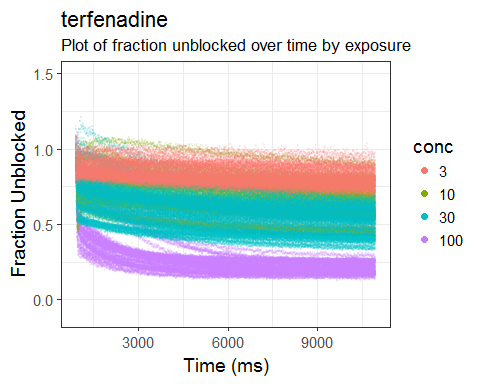 terfenadine
Plot of fraction unblocked over time by exposure
1.5
1.0
0.5
0.0
Fraction Unblocked
3000 6000 9000
Time (ms)
conc
3
10
30
100